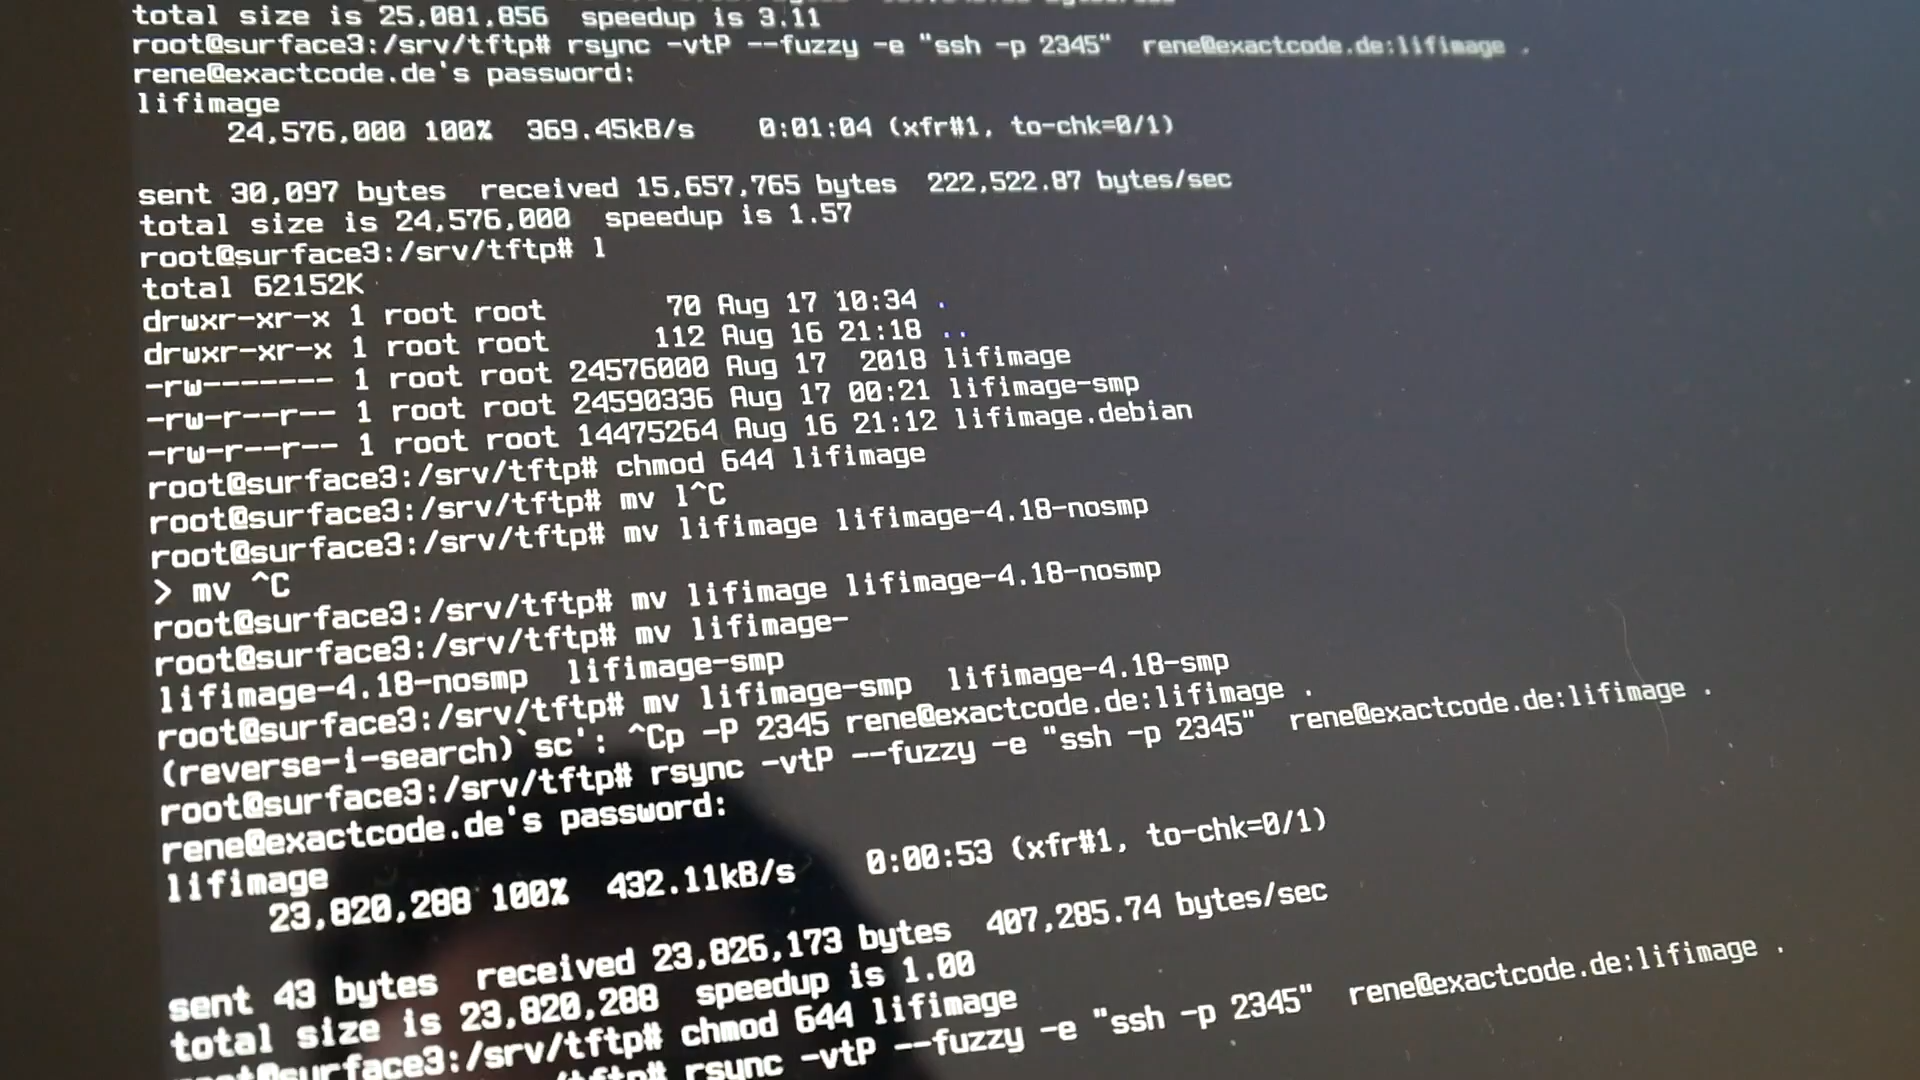 total size is 25,081,856  speedup is 3.11
root@surface3:/srv/tftp# rsync -vtP --fuzzy -e "ssh -p 2345"  rene@exactcode.de:lifimage .
rene@exactcode.de's password:
lifimage
     24,576,000 100%  369.45kB/s    0:01:04 (xfr#1, to-chk=0/1)
sent 30,097 bytes  received 15,657,765 bytes  222,522.87 bytes/sec
total size is 24,576,000  speedup is 1.57
root@surface3:/srv/tftp# l
total 62152K
drwxr-xr-x 1 root root       70 Aug 17 10:34 .
drwxr-xr-x 1 root root      112 Aug 16 21:18 ..
-rw------- 1 root root 24576000 Aug 17  2018 lifimage
-rw-r--r-- 1 root root 24590336 Aug 17 00:21 lifimage-smp
-rw-r--r-- 1 root root 14475264 Aug 16 21:12 lifimage.debian
root@surface3:/srv/tftp# chmod 644 lifimage
root@surface3:/srv/tftp# mv l^C
root@surface3:/srv/tftp# mv lifimage lifimage-4.18-nosmp
> mv ^C
root@surface3:/srv/tftp# mv lifimage lifimage-4.18-nosmp
root@surface3:/srv/tftp# mv lifimage-
lifimage-4.18-nosmp  lifimage-smp
root@surface3:/srv/tftp# mv lifimage-smp  lifimage-4.18-smp
(reverse-i-search)`sc': ^Cp -P 2345 rene@exactcode.de:lifimage .
root@surface3:/srv/tftp# rsync -vtP --fuzzy -e "ssh -p 2345"  rene@exactcode.de:lifimage .
rene@exactcode.de's password:
lifimage
     23,820,288 100%  432.11kB/s    0:00:53 (xfr#1, to-chk=0/1)
sent 43 bytes  received 23,826,173 bytes  407,285.74 bytes/sec
total size is 23,820,288  speedup is 1.00
root@surface3:/srv/tftp# chmod 644 lifimage
rsync -vtP --fuzzy -e "ssh -p 2345"  rene@exactcode.de:lifimage .